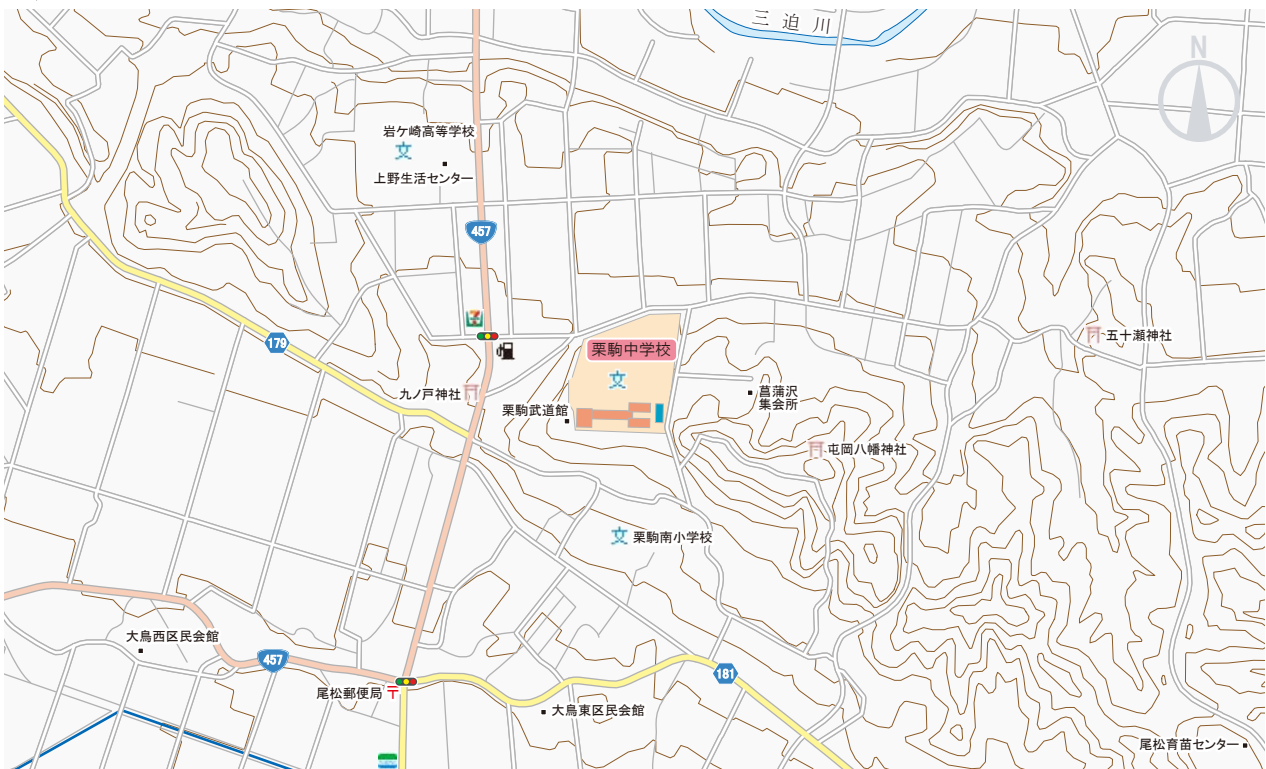 三迫川
N
岩ケ崎高等学校
文
上野生活センター
457
179
栗駒中学校
文
五十瀬神社
九ノ戸神社
栗駒武道館
菖蒲沢
集会所
屯岡八幡神社
文
栗駒南小学校
大鳥西区民会館
457
尾松郵便局
181
大鳥東区民会館
尾松育苗センター